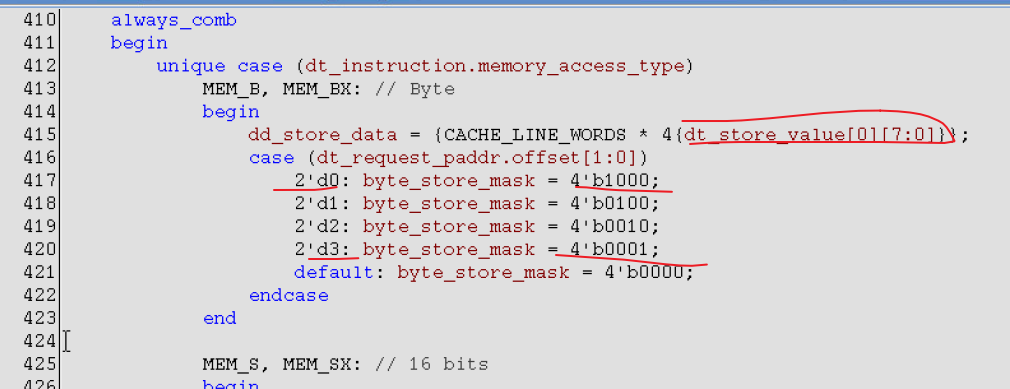 410 always_comb
411 begin
412 unique case (dt_instruction.memory_access_type)
413 MEM_B, MEM_BX: // Byte
414 begin
415 dd_store_data = {CACHE_LINE_WORDS * 4{dt_store_value[0][7:0]}};
416 case (dt_request_paddr.offset[1:0])
417 2'd0: byte_store_mask = 4'b1000;
418 2'd1: byte_store_mask = 4'b0100;
419 2'd2: byte_store_mask = 4'b0010;
420 2'd3: byte_store_mask = 4'b0001;
421 default: byte_store_mask = 4'b0000;
422 endcase
423 end
424
425 MEM_S, MEM_SX: // 16 bits
426 begin